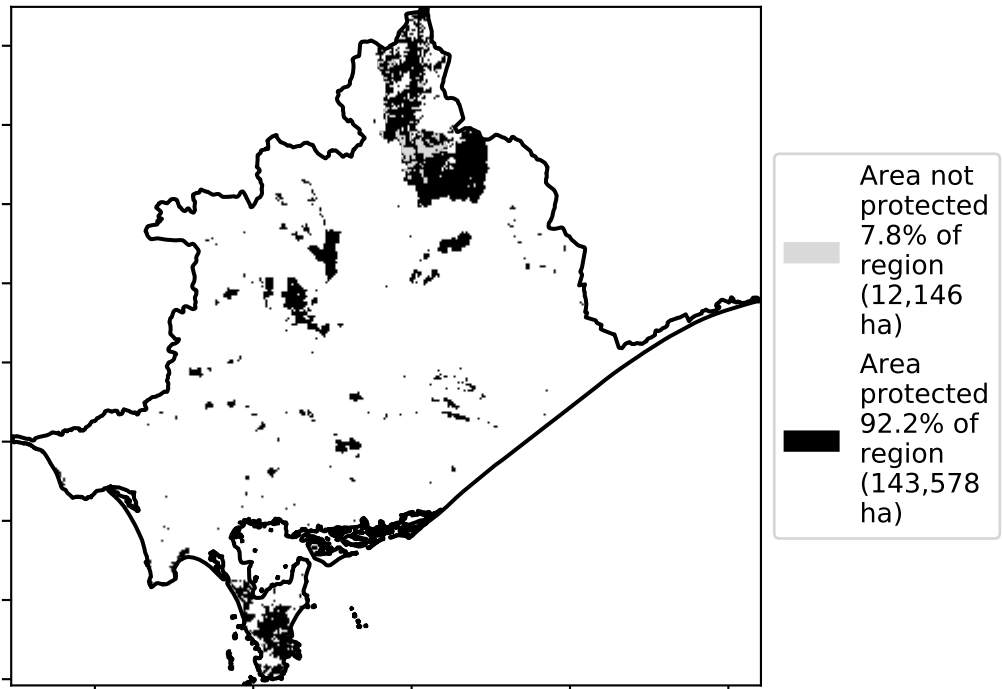 Area not
protected
7.8% of
region
(12,146
ha)
Area
protected
92.2% of
region
(143,578
ha)